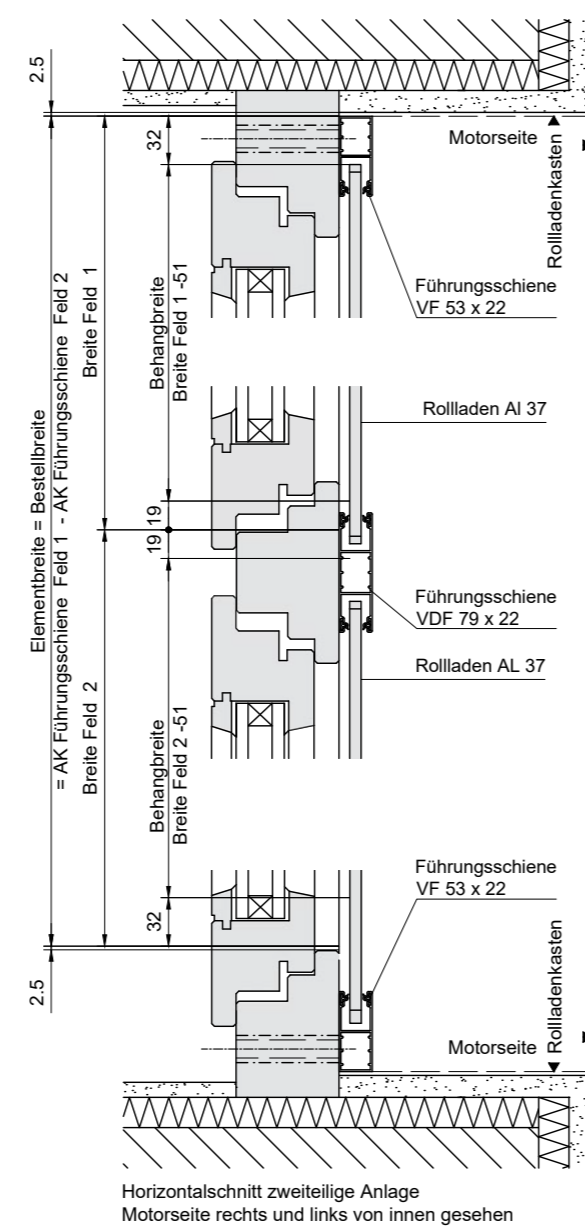 2.5
32
Motorseite
Rollladenkasten
Führungsschiene
VF 53 x 22
Elementbreite = Bestellbreite
= AK Führungsschiene Feld 1 - AK Führungsschiene Feld 2
Breite Feld 1
Behangbreite
Breite Feld 1 -51
Rollladen Al 37
19
19
Führungsschiene
VDF 79 x 22
Rollladen AL 37
Breite Feld 2
Behangbreite
Breite Feld 2 -51
Führungsschiene
VF 53 x 22
32
2.5
Motorseite
Rollladenkasten
Horizontalschnitt zweiteilige Anlage
Motorseite rechts und links von innen gesehen